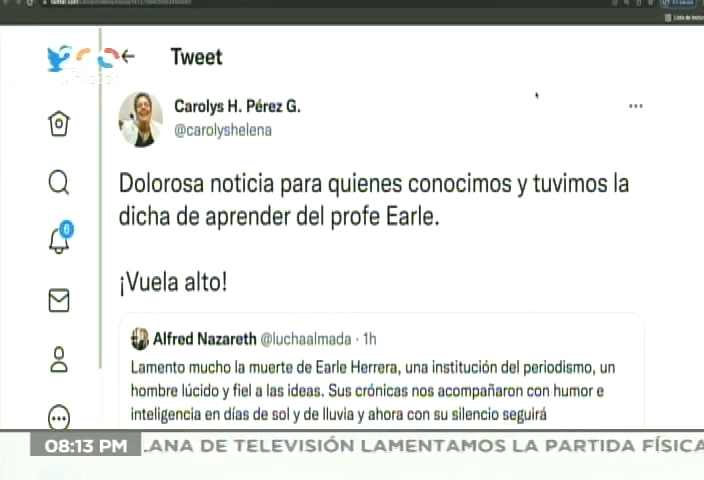 Tweet
Carolys H. Pérez G.
@carolyshelena
Dolorosa noticia para quienes conocimos y tuvimos la
dicha de aprender del profe Earle.
¡Vuela alto!
6
Alfred Nazareth @luchaalmada · 1h
Lamento mucho la muerte de Earle Herrera, una institución del periodismo, un
hombre lúcido y fiel a las ideas. Sus crónicas nos acompañaron con humor e
inteligencia en días de sol y de lluvia y ahora con su silencio seguirá
08:13 PM .ANA DE TELEVISIÓN LAMENTAMOS LA PARTIDA FÍSICA